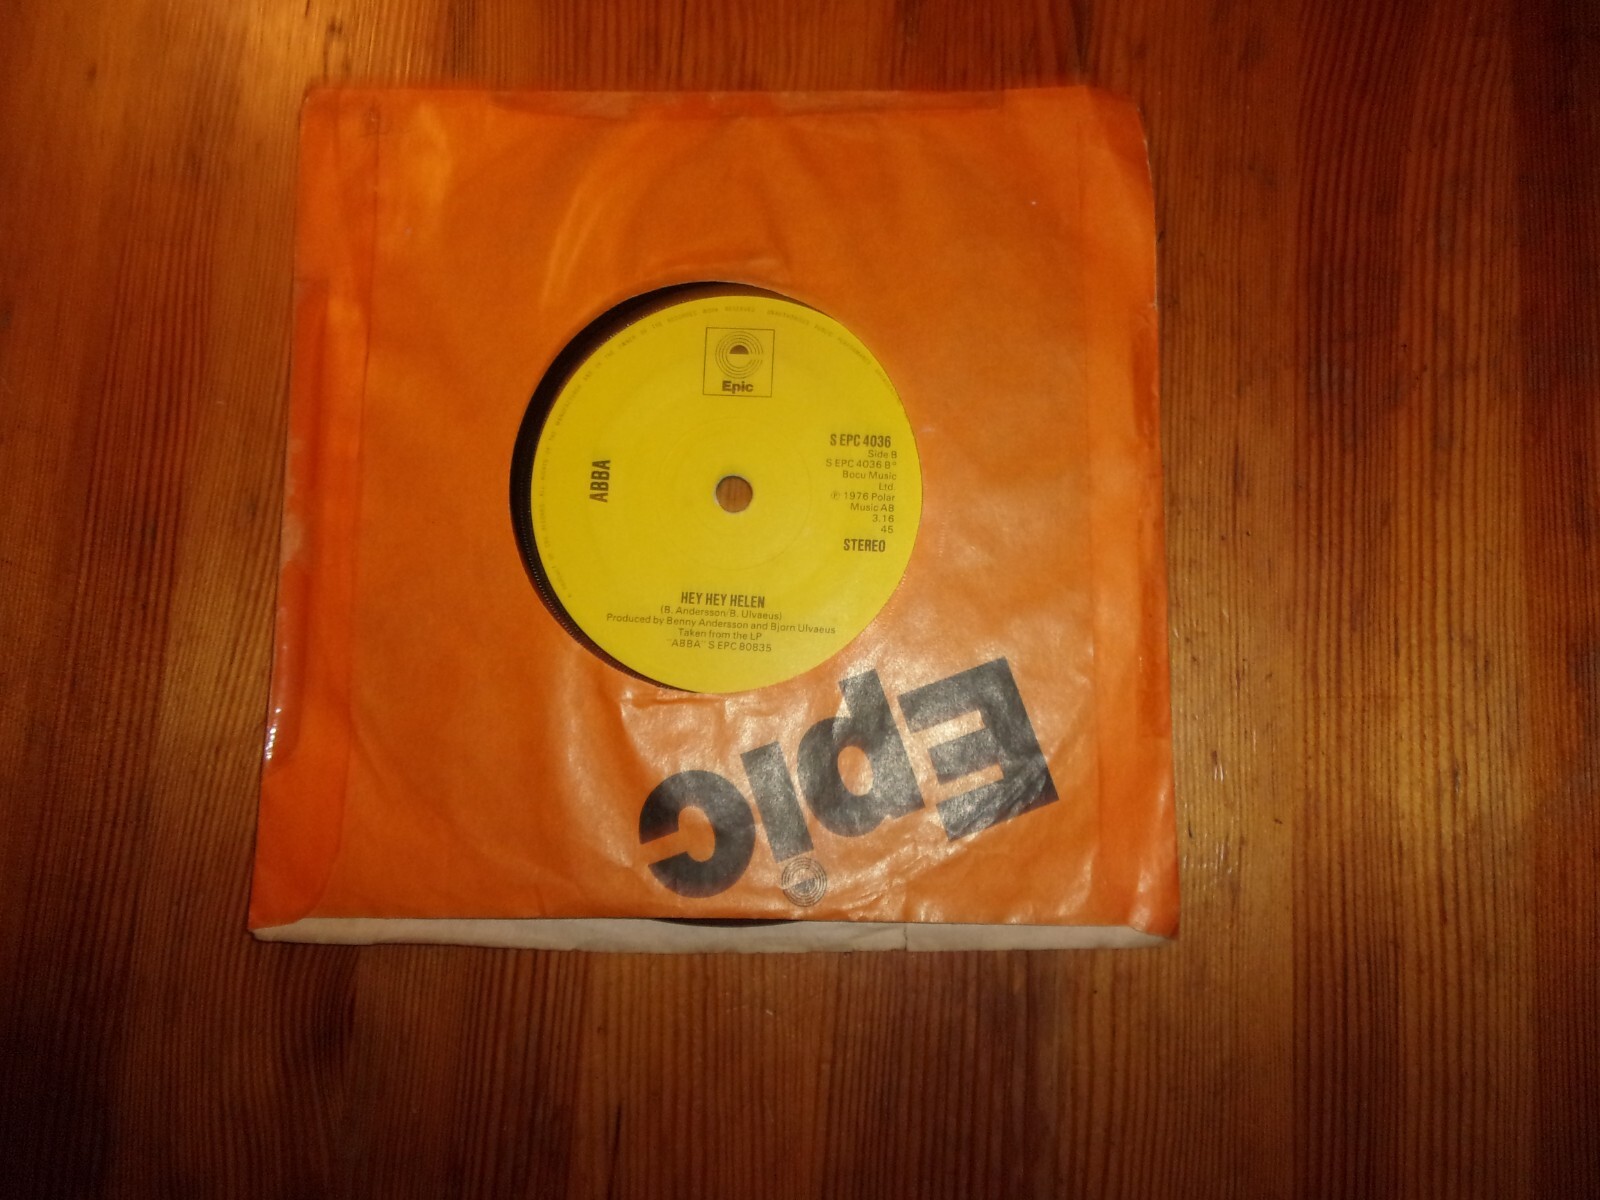 Epic
S EPC 4036
Side B
S EPC 4036 B°
Bocu Music
Ltd.
℗ 1976 Polar
Music AB
3.16
45
STEREO
ABBA
HEY HEY HELEN
(B. Andersson/B. Ulvaeus)
Produced by Benny Andersson and Bjorn Ulvaeus
Taken from the LP
"ABBA" S EPC 80835
Epic